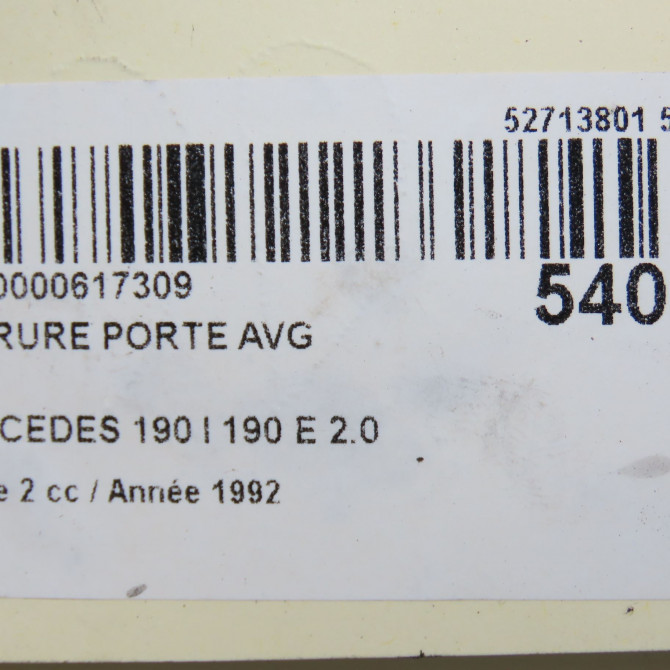 52713801 5
0000617309
540
RURE PORTE AVG
CEDES 190 I 190 E 2.0
e 2 cc / Année 1992